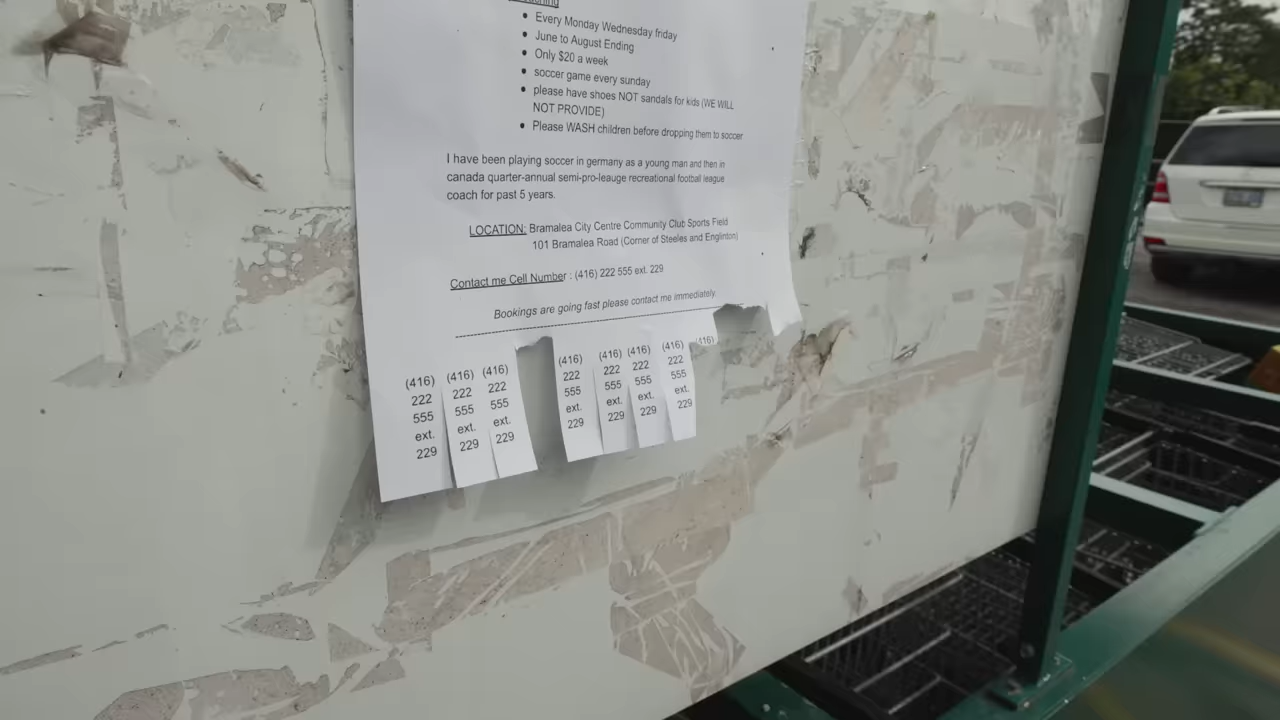 Every Monday Wednesday friday
June to August Ending
Only $20 a week
soccer game every sunday
please have shoes NOT sandals for kids (WE WILL
NOT PROVIDE)
Please WASH children before dropping them to soccer
I have been playing soccer in germany as a young man and then in
canada quarter-annual semi-pro-leauge recreational football league
coach for past 5 years.
LOCATION: Bramalea City Centre Community Club Sports Field
101 Bramalea Road (Corner of Steeles and Englinton)
Contact me Cell Number : (416) 222 555 ext. 229
Bookings are going fast please contact me immediately.
(416) (416) (416) (416) (416) (416) (416) (416)
222 222 222 222 222 222 222
555 555 555 555 555 555 555
ext. ext. ext. ext. ext. ext. ext.
229 229 229 229 229 229 229